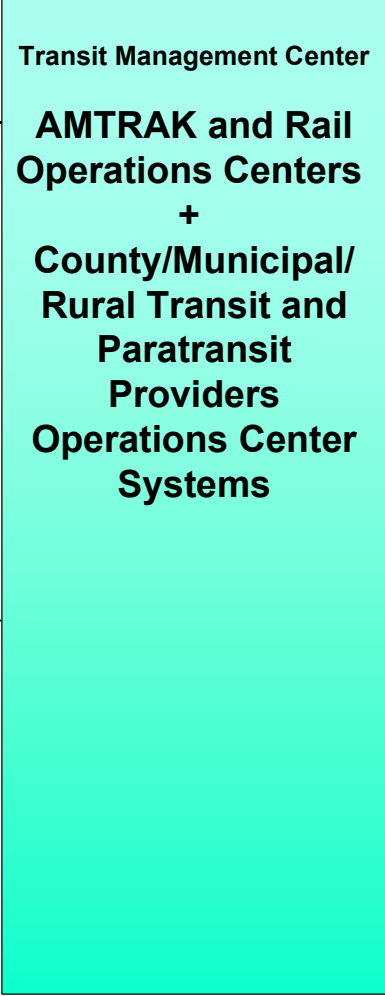 Transit Management Center
AMTRAK and Rail
Operations Centers
+
County/Municipal/
Rural Transit and
Paratransit
Providers
Operations Center
Systems